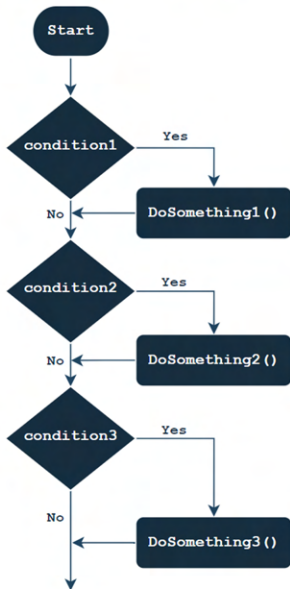 Start
condition1
Yes
No
DoSomething1()
condition2
Yes
No
DoSomething2()
condition3
Yes
No
DoSomething3()